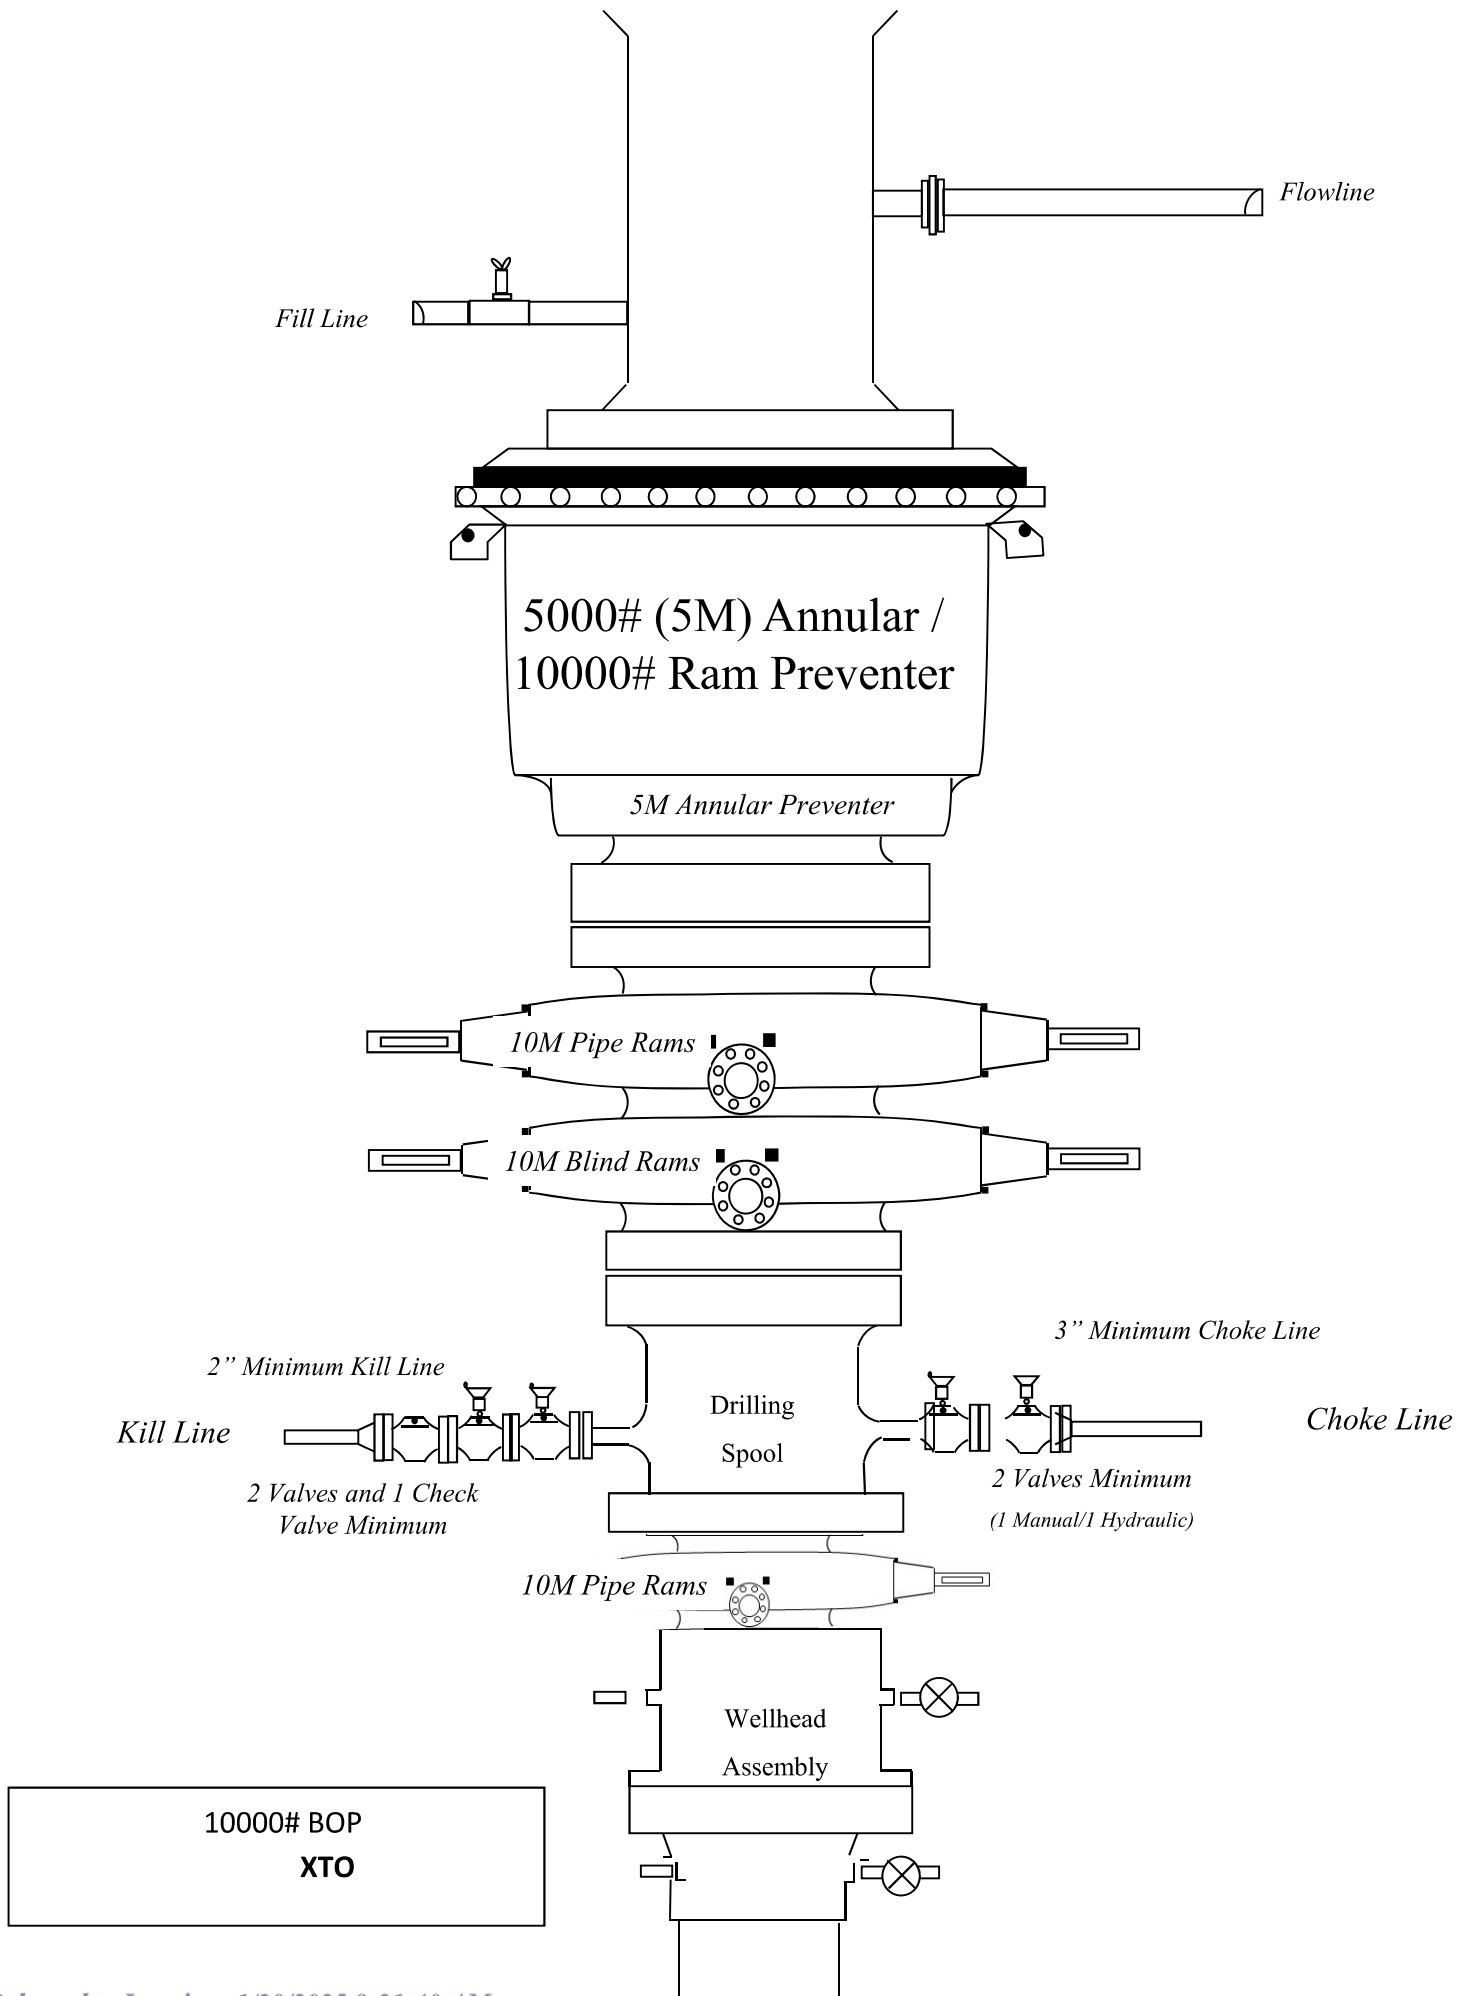 Flowline
Fill Line
5000# (5M) Annular /
10000# Ram Preventer
5M Annular Preventer
10M Pipe Rams
10M Blind Rams
3” Minimum Choke Line
2” Minimum Kill Line
Drilling
Spool
Kill Line
Choke Line
2 Valves and 1 Check
Valve Minimum
2 Valves Minimum
(1 Manual/1 Hydraulic)
10M Pipe Rams
Wellhead
Assembly
10000# BOP
XTO